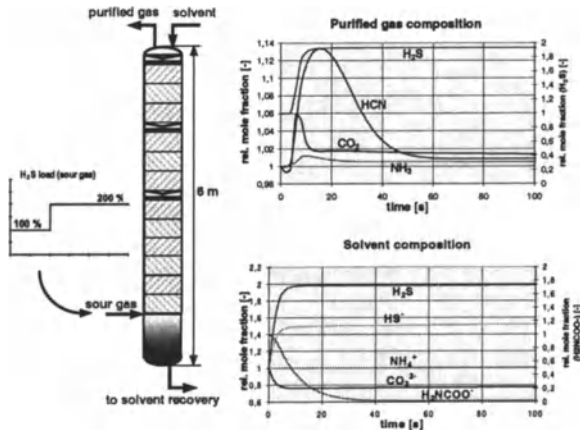 purified gas
solvent
H₂S load (sour gas)
200 %
100 %
6 m
sour gas
to solvent recovery
Purified gas composition
rel. mole fraction [-]
1,14
1,12
1,1
1,08
1,06
1,04
1,02
1
0,98
H₂S
HCN
CO₂
NH₃
2
1,8
1,6
1,4
1,2
1
0,8
0,6
0,4
0,2
0
rel. mole fraction (H₂S) [-]
0 20 40 60 80 100
time [s]
Solvent composition
rel. mole fraction [-]
2,2
2
1,8
1,6
1,4
1,2
1
0,8
0,6
H₂S
HS⁻
NH₄⁺
CO₃²⁻
H₂NCOO⁻
2
1,8
1,6
1,4
1,2
1
0,8
0,6
0,4
0,2
0
rel. mole fraction
(H2NCOO-) [-]
0 20 40 60 80 100
time [s]